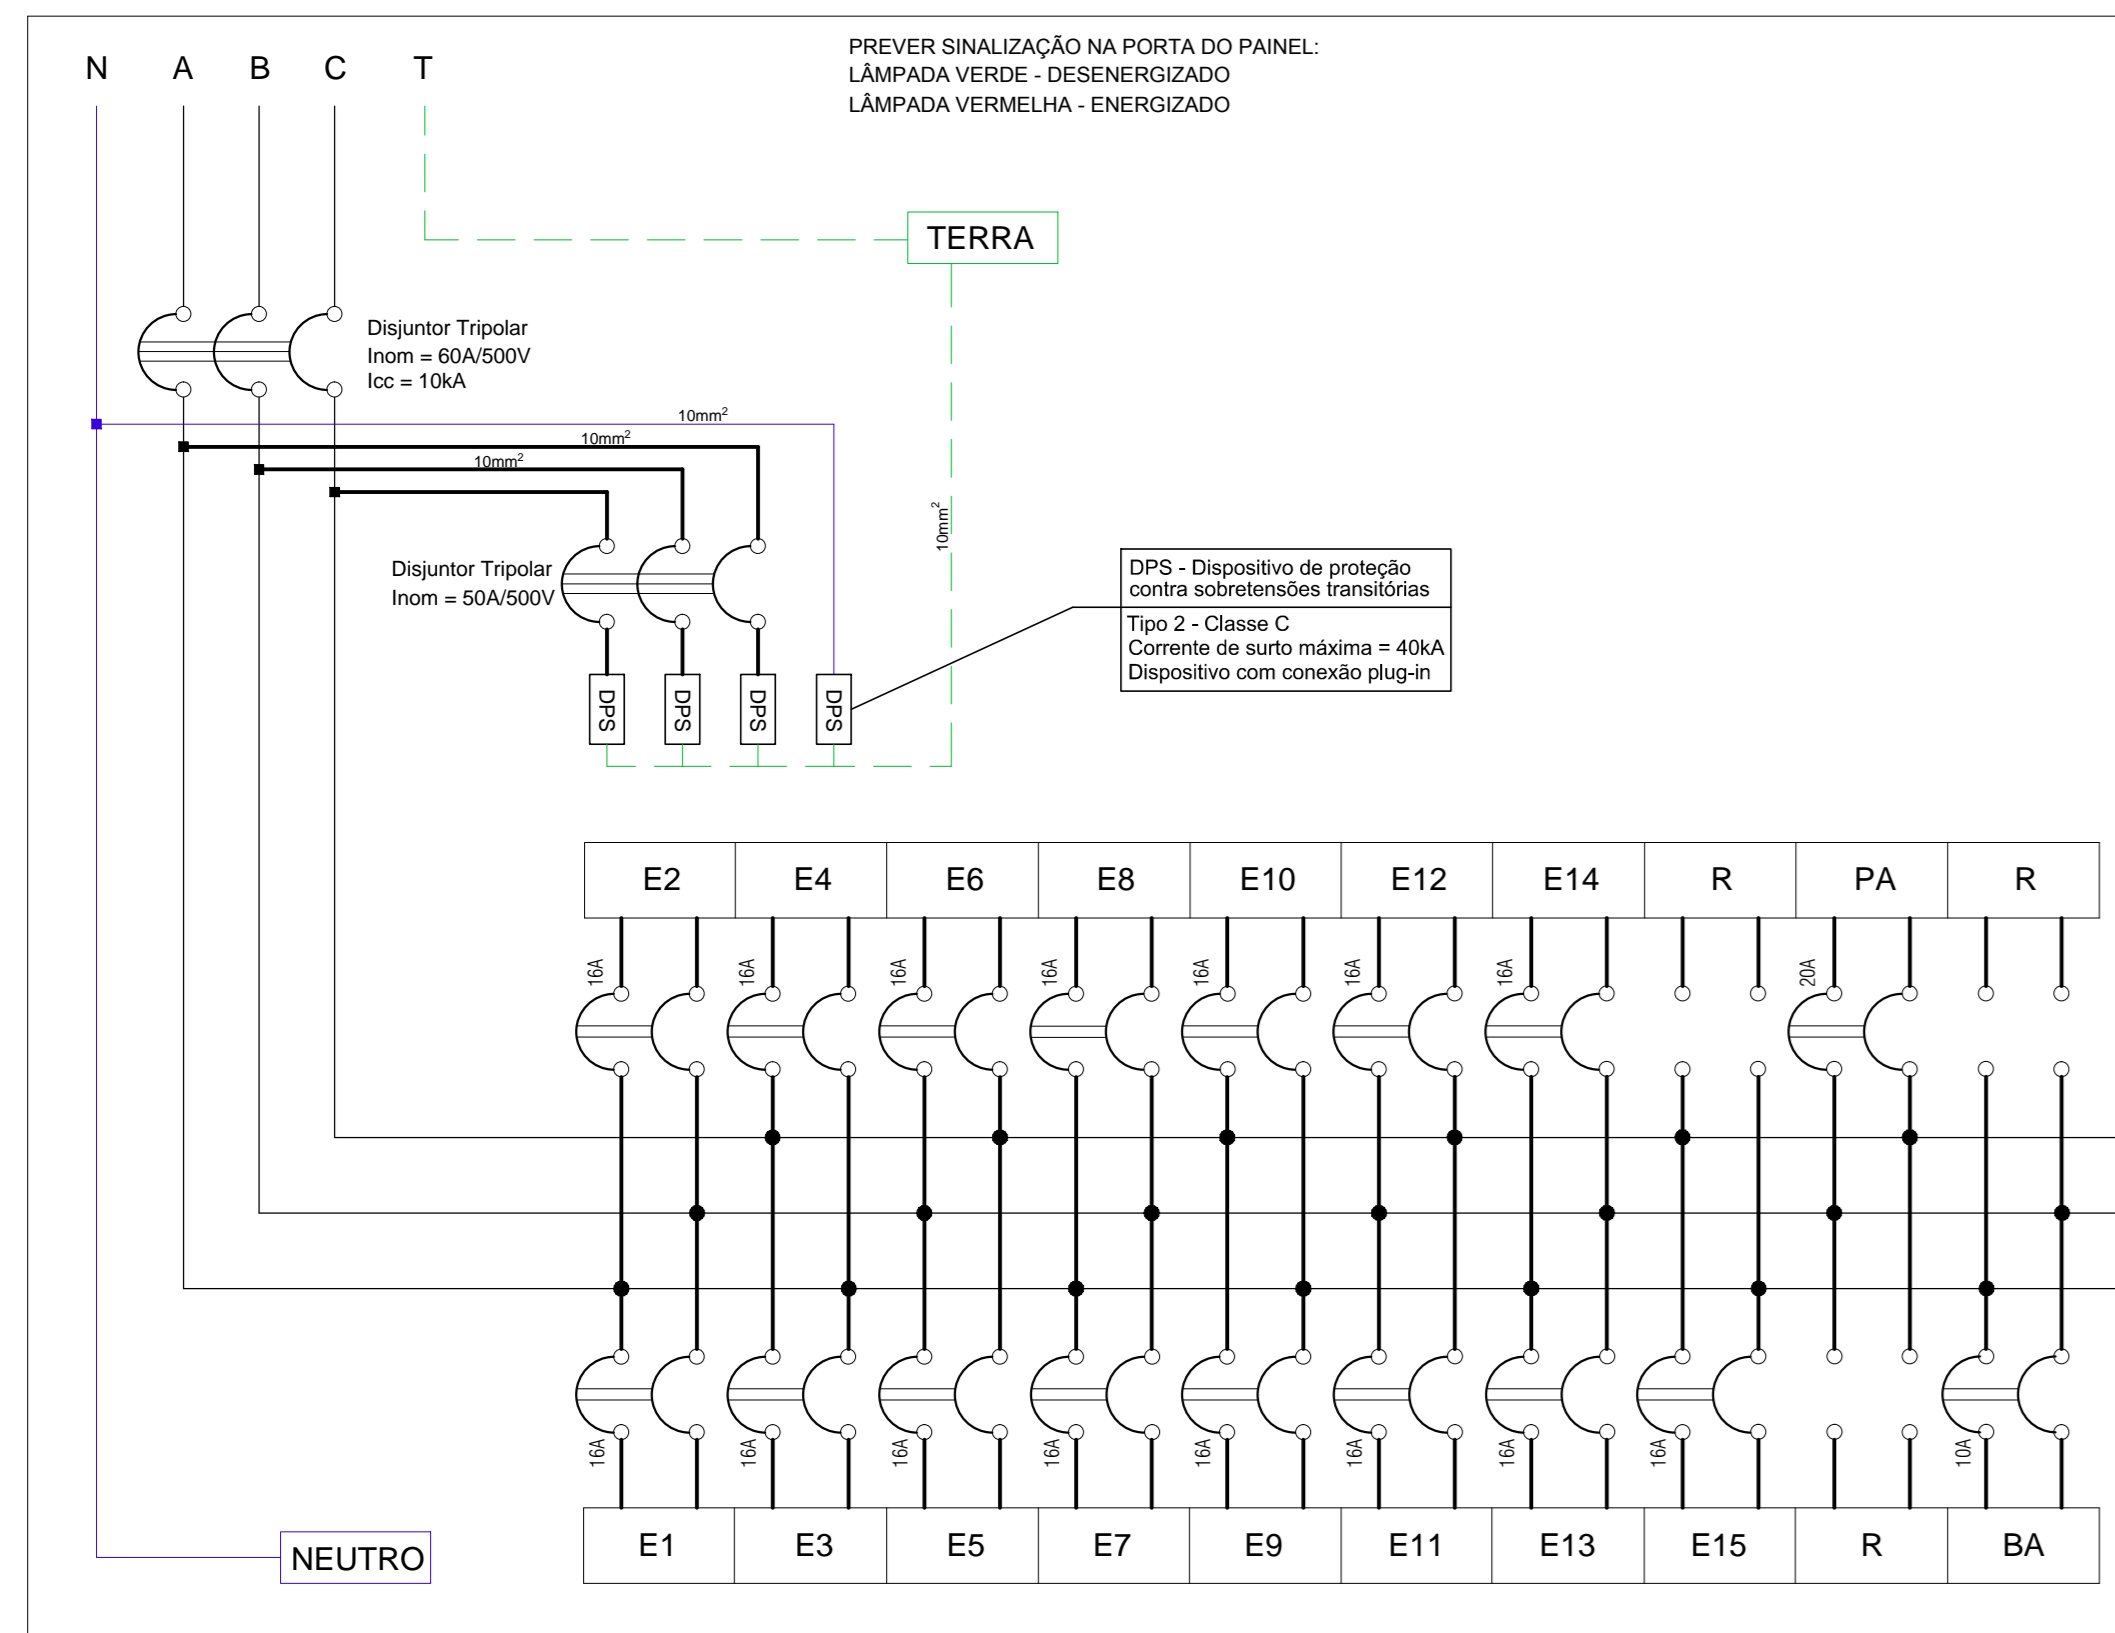 N A B C T
PREVER SINALIZAÇÃO NA PORTA DO PAINEL:
LÂMPADA VERDE - DESENERGIZADO
LÂMPADA VERMELHA - ENERGIZADO
TERRA
Disjuntor Tripolar
Inom = 60A/500V
Icc = 10kA
10mm²
10mm²
10mm²
10mm²
Disjuntor Tripolar
Inom = 50A/500V
DPS - Dispositivo de proteção
contra sobretensões transitórias
Tipo 2 - Classe C
Corrente de surto máxima = 40kA
Dispositivo com conexão plug-in
DPS DPS DPS DPS
E2 E4 E6 E8 E10 E12 E14 R PA R
16A 16A 16A 16A 16A 16A 16A 20A
16A 16A 16A 16A 16A 16A 16A 16A 10A
E1 E3 E5 E7 E9 E11 E13 E15 R BA
NEUTRO